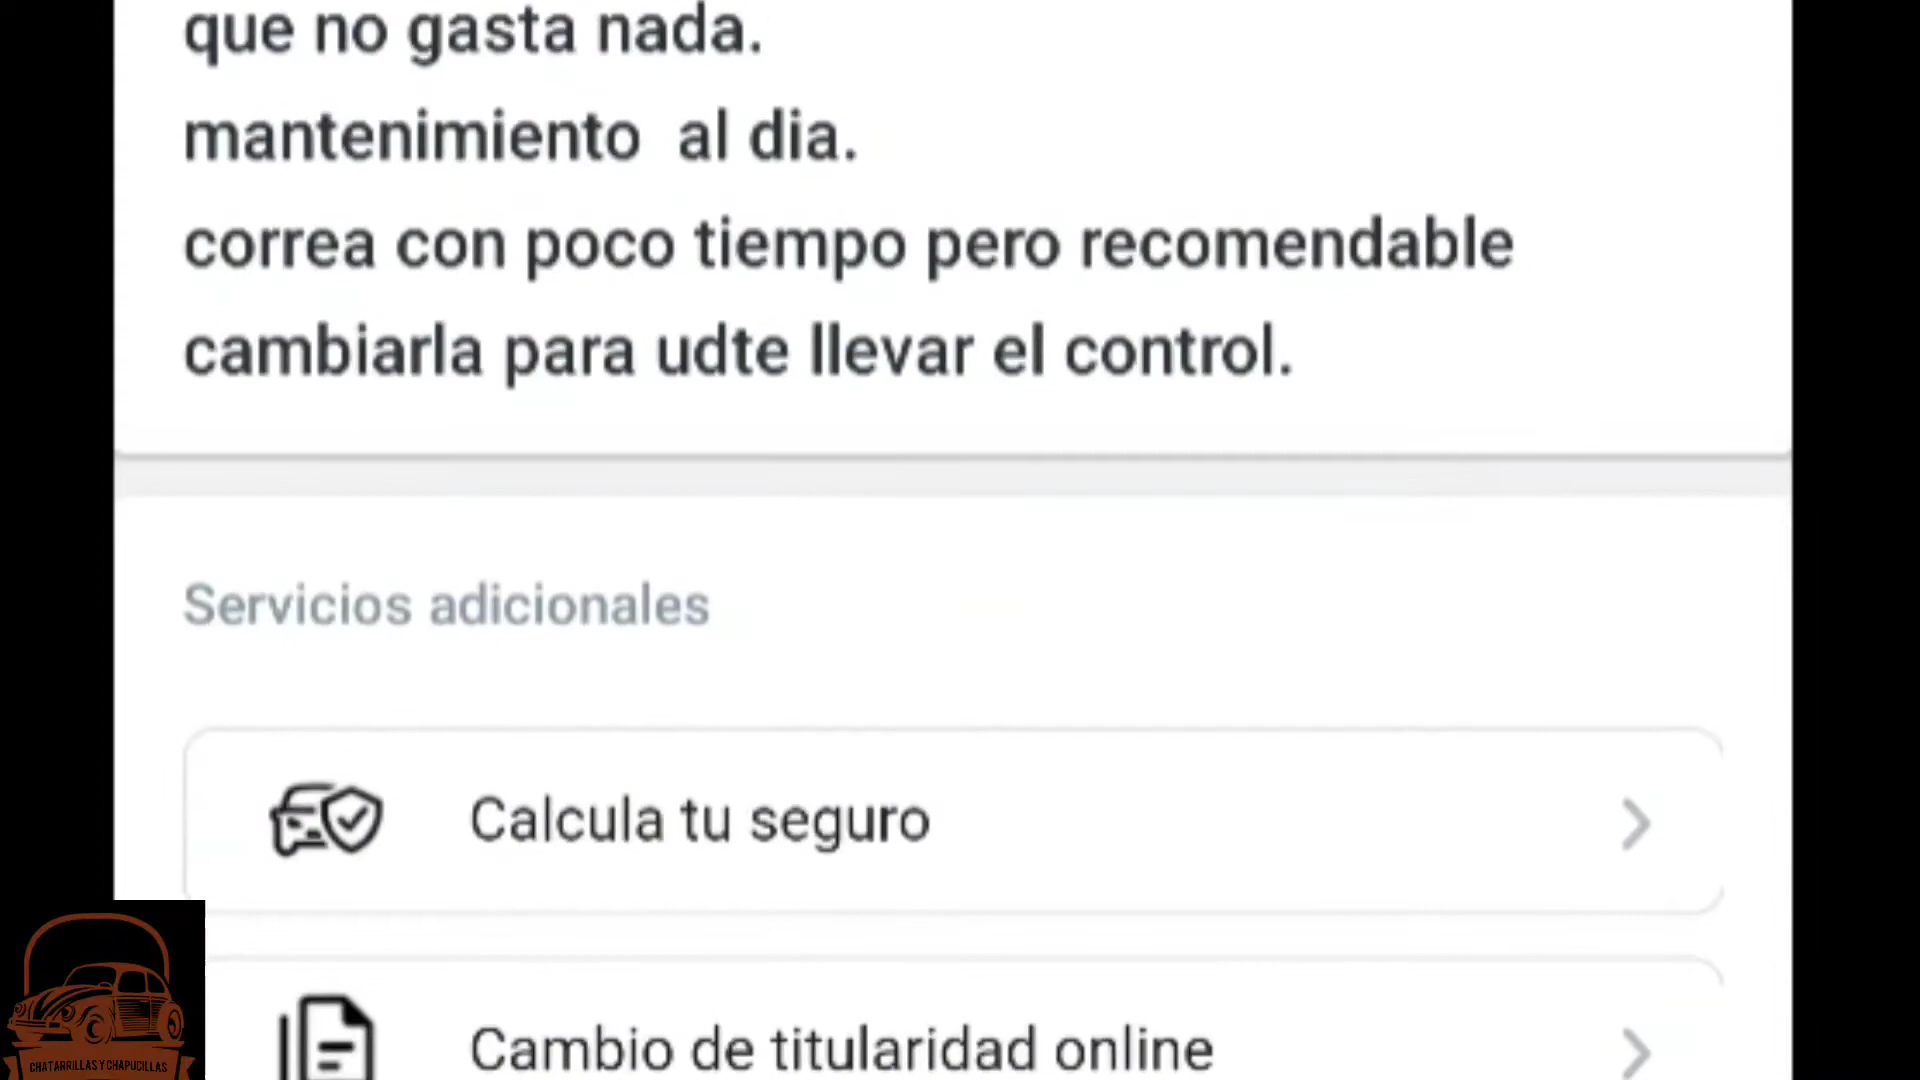 que no gasta nada.
mantenimiento al dia.
correa con poco tiempo pero recomendable
cambiarla para udte llevar el control.
Servicios adicionales
Calcula tu seguro
Cambio de titularidad online
CHATARRILLAS Y CHAPUCILLAS